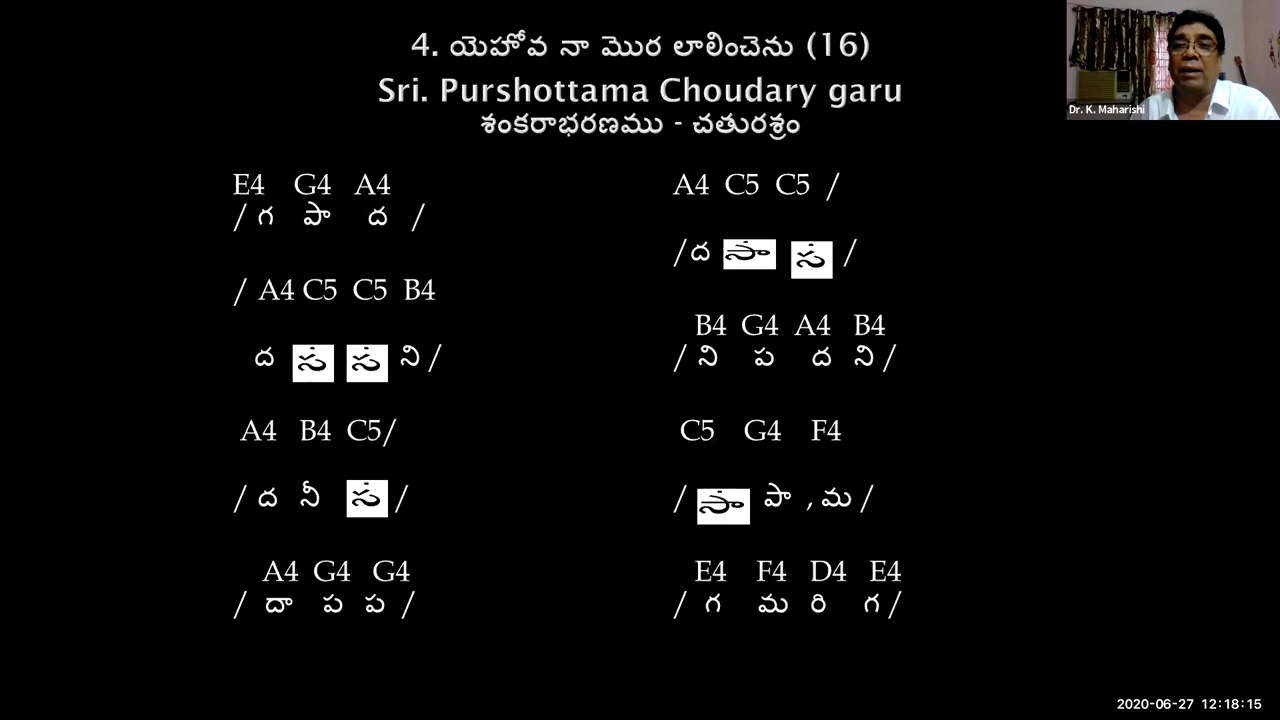 4. యెహోవ నా మొర లాలించెను (16)
Sri. Purshottama Choudary garu
శంకరాభరణము - చతురశ్రం
Dr. K. Maharishi
E4 G4 A4
/ గ పా ద /
/ A4 C5 C5 B4
ద స̇ స̇ ని /
A4 B4 C5/
/ ద నీ స̇ /
A4 G4 G4
/ దా ప ప /
A4 C5 C5 /
/ద సా̇ స̇ /
B4 G4 A4 B4
/ ని ప ద ని /
C5 G4 F4
/ సా̇ పా , మ /
E4 F4 D4 E4
/ గ మ రి గ /
2020-06-27 12:18:15